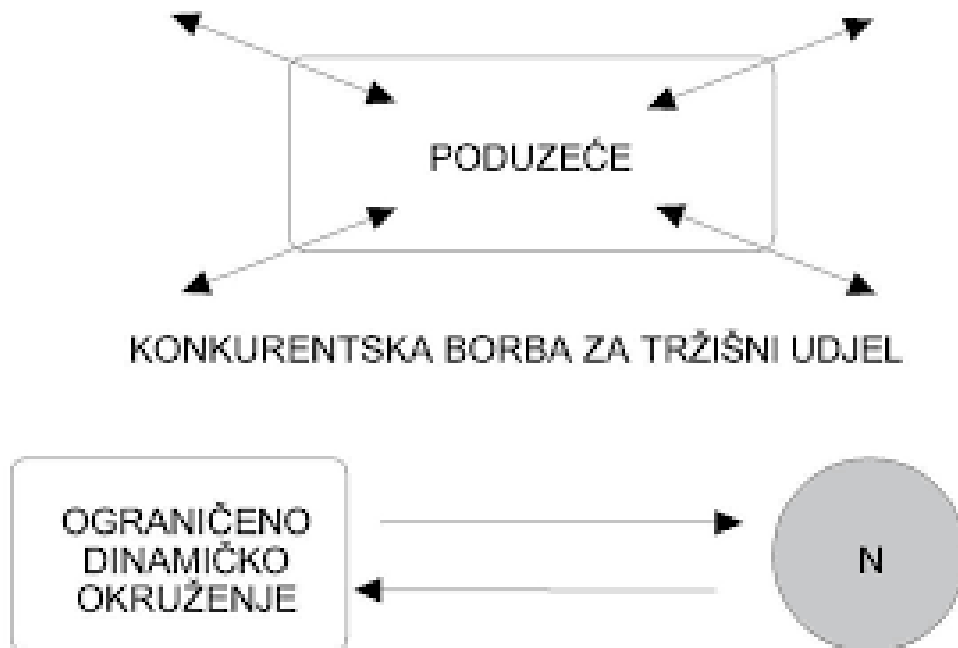 PODUZEĆE
KONKURENTSKA BORBA ZA TRŽIŠNI UDJEL
OGRANIČENO
DINAMIČKO
OKRUŽENJE
N